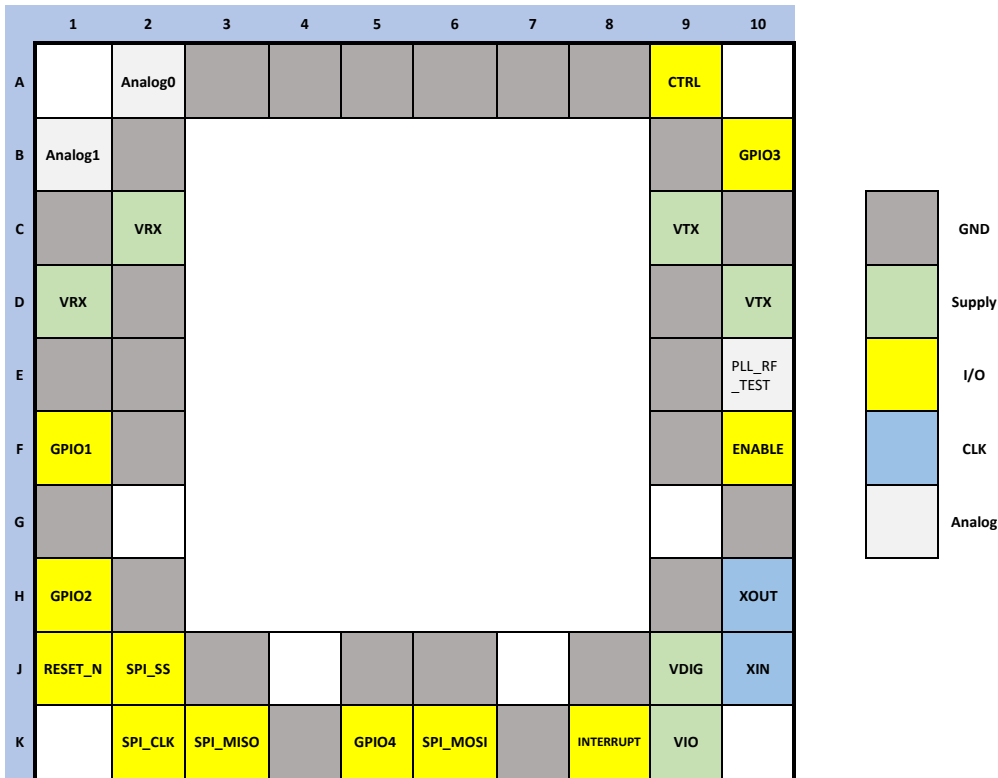 1 2 3 4 5 6 7 8 9 10
A Analog0 CTRL
B Analog1 GPIO3
C VRX VTX GND
D VRX VTX Supply
E PLL_RF
_TEST I/O
F GPIO1 ENABLE CLK
G Analog
H GPIO2 XOUT
J RESET_N SPI_SS VDIG XIN
K SPI_CLK SPI_MISO GPIO4 SPI_MOSI INTERRUPT VIO